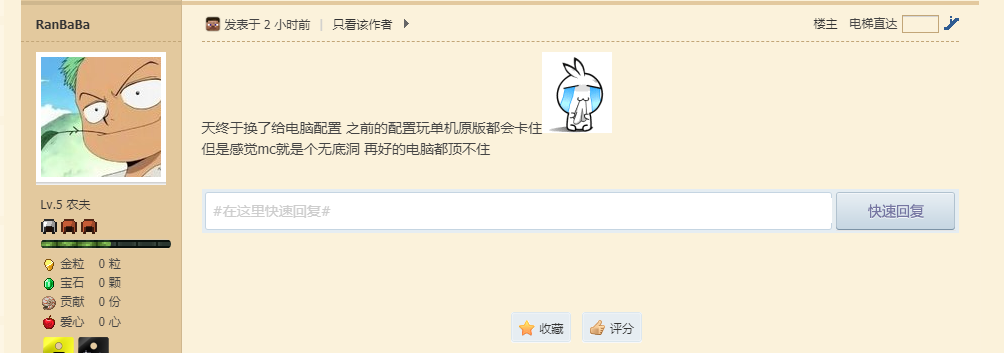 RanBaBa
发表于 2 小时前 | 只看该作者
楼主 电梯直达
天终于换了给电脑配置 之前的配置玩单机原版都会卡住
但是感觉mc就是个无底洞 再好的电脑都顶不住
Lv.5 农夫
#在这里快速回复#
快速回复
金粒 0 粒
宝石 0 颗
贡献 0 份
爱心 0 心
收藏
评分